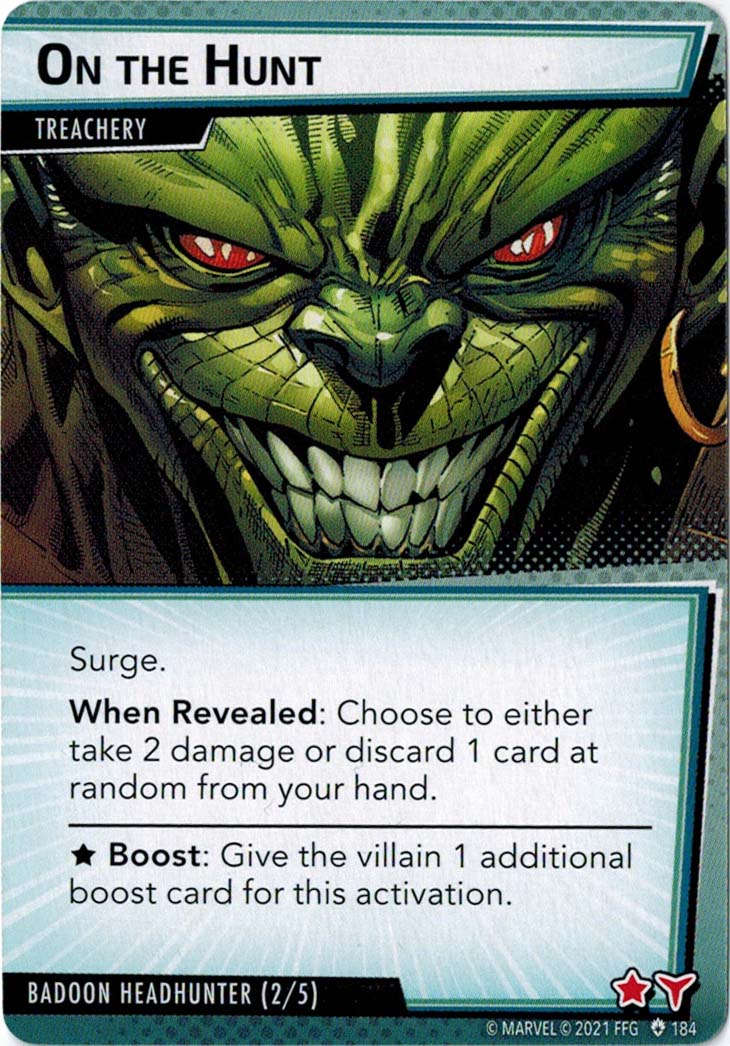 On the Hunt
TREACHERY
Surge.
When Revealed: Choose to either
take 2 damage or discard 1 card at
random from your hand.
★ Boost: Give the villain 1 additional
boost card for this activation.
BADOON HEADHUNTER (2/5)
© MARVEL © 2021 FFG 184